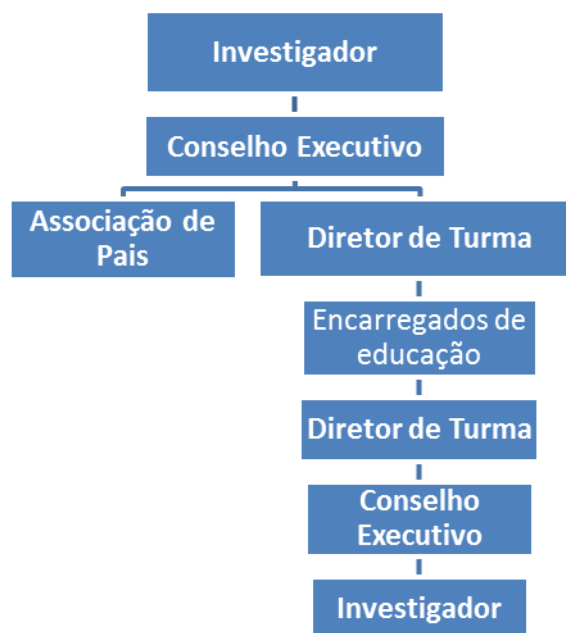 Investigador
Conselho Executivo
Associação de
Pais
Diretor de Turma
Encarregados de
educação
Diretor de Turma
Conselho
Executivo
Investigador